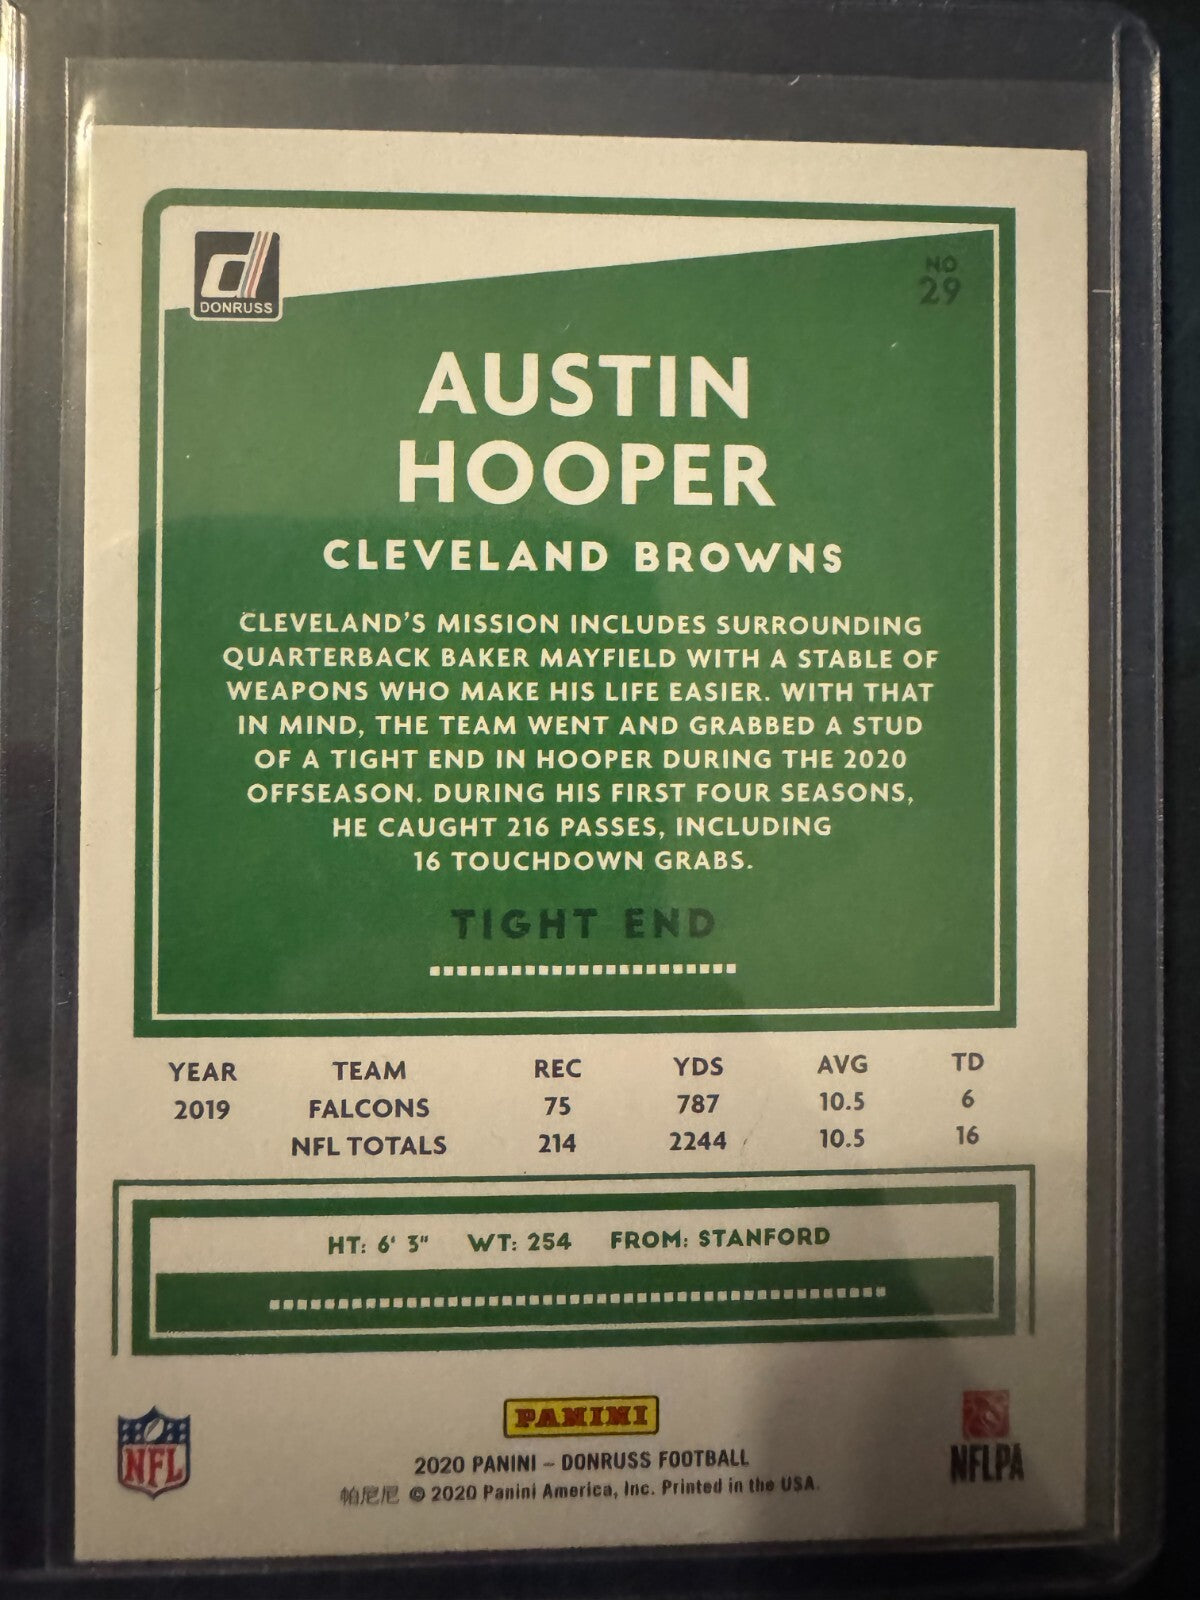 d
DONRUSS
NO
29
AUSTIN
HOOPER
CLEVELAND BROWNS
CLEVELAND'S MISSION INCLUDES SURROUNDING
QUARTERBACK BAKER MAYFIELD WITH A STABLE OF
WEAPONS WHO MAKE HIS LIFE EASIER. WITH THAT
IN MIND, THE TEAM WENT AND GRABBED A STUD
OF A TIGHT END IN HOOPER DURING THE 2020
OFFSEASON. DURING HIS FIRST FOUR SEASONS,
HE CAUGHT 216 PASSES, INCLUDING
16 TOUCHDOWN GRABS.
TIGHT END
YEAR TEAM REC YDS AVG TD
2019 FALCONS 75 787 10.5 6
NFL TOTALS 214 2244 10.5 16
HT: 6' 3" WT: 254 FROM: STANFORD
PANINI
NFL
NFLPA
2020 PANINI – DONRUSS FOOTBALL
帕尼尼 © 2020 Panini America, Inc. Printed in the USA.